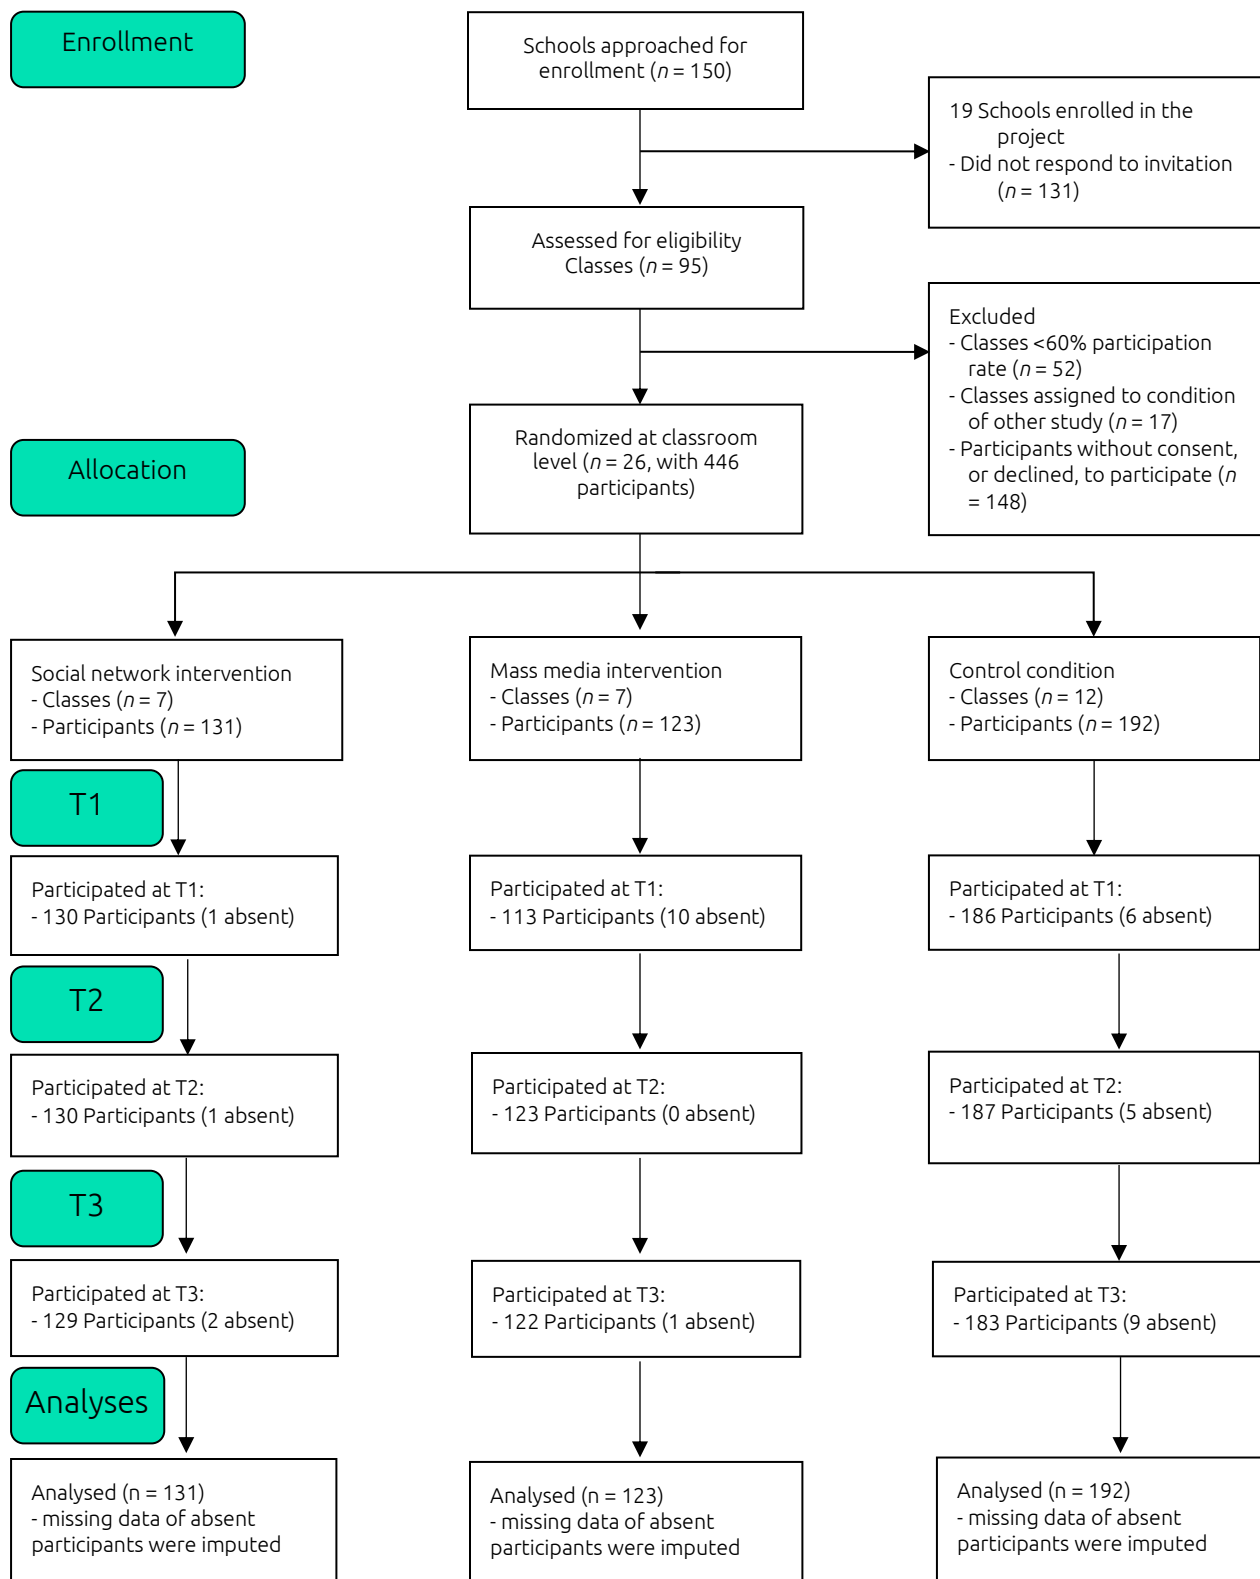 Enrollment
Schools approached for
enrollment (n = 150)
19 Schools enrolled in the
project
- Did not respond to invitation
(n = 131)
Assessed for eligibility
Classes (n = 95)
Excluded
- Classes <60% participation
rate (n = 52)
- Classes assigned to condition
of other study (n = 17)
- Participants without consent,
or declined, to participate (n
= 148)
Allocation
Randomized at classroom
level (n = 26, with 446
participants)
Social network intervention
- Classes (n = 7)
- Participants (n = 131)
Mass media intervention
- Classes (n = 7)
- Participants (n = 123)
Control condition
- Classes (n = 12)
- Participants (n = 192)
T1
Participated at T1:
- 130 Participants (1 absent)
Participated at T1:
- 113 Participants (10 absent)
Participated at T1:
- 186 Participants (6 absent)
T2
Participated at T2:
- 130 Participants (1 absent)
Participated at T2:
- 123 Participants (0 absent)
Participated at T2:
- 187 Participants (5 absent)
T3
Participated at T3:
- 129 Participants (2 absent)
Participated at T3:
- 122 Participants (1 absent)
Participated at T3:
- 183 Participants (9 absent)
Analyses
Analysed (n = 131)
- missing data of absent
participants were imputed
Analysed (n = 123)
- missing data of absent
participants were imputed
Analysed (n = 192)
- missing data of absent
participants were imputed